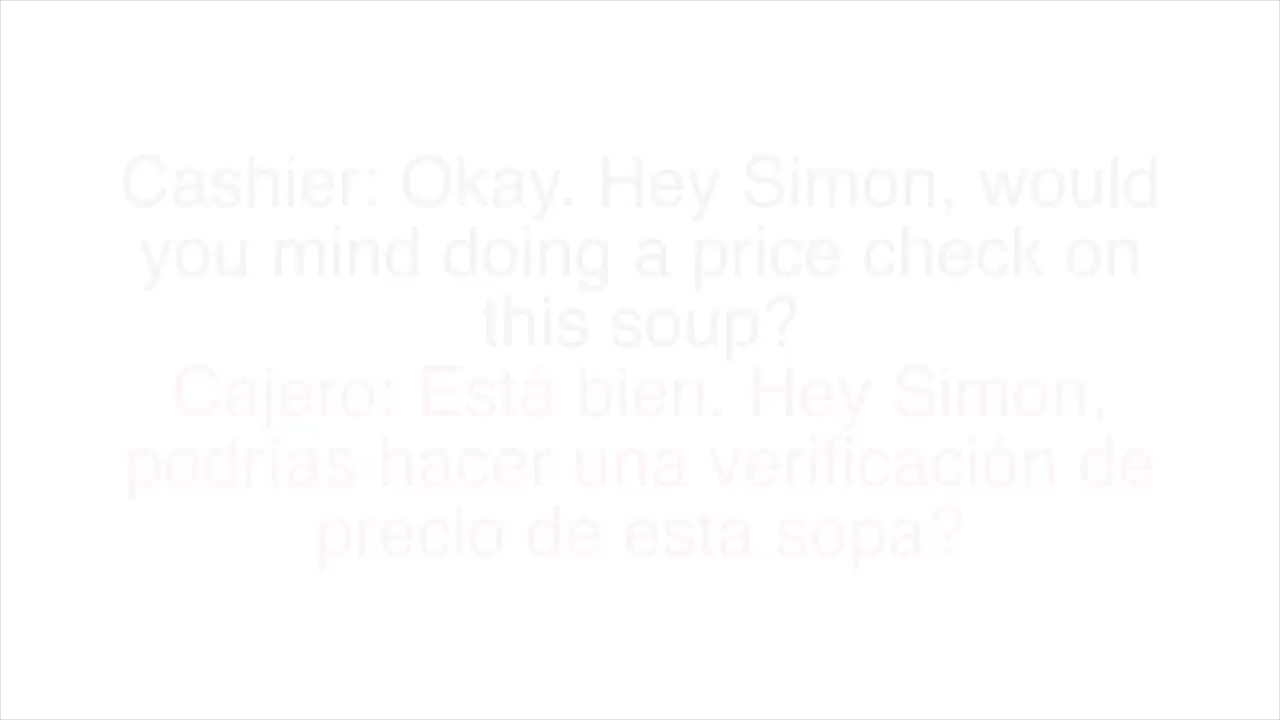 Cashier: Okay. Hey Simon, would
you mind doing a price check on
this soup?
Cajero: Está bien. Hey Simon,
podrías hacer una verificación de
precio de esta sopa?